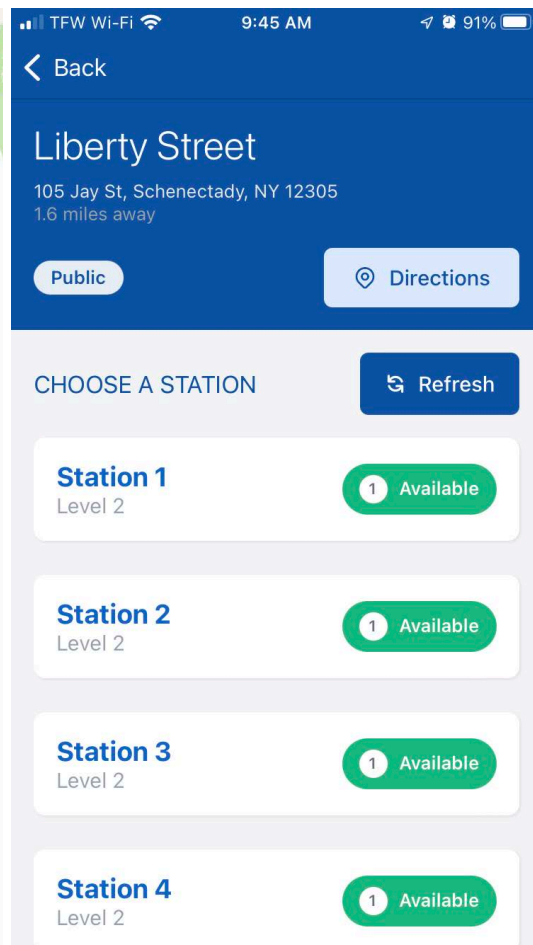 TFW Wi-Fi 9:45 AM 91%
Back
Liberty Street
105 Jay St, Schenectady, NY 12305
1.6 miles away
Public Directions
CHOOSE A STATION Refresh
Station 1
Level 2
1 Available
Station 2
Level 2
1 Available
Station 3
Level 2
1 Available
Station 4
Level 2
1 Available